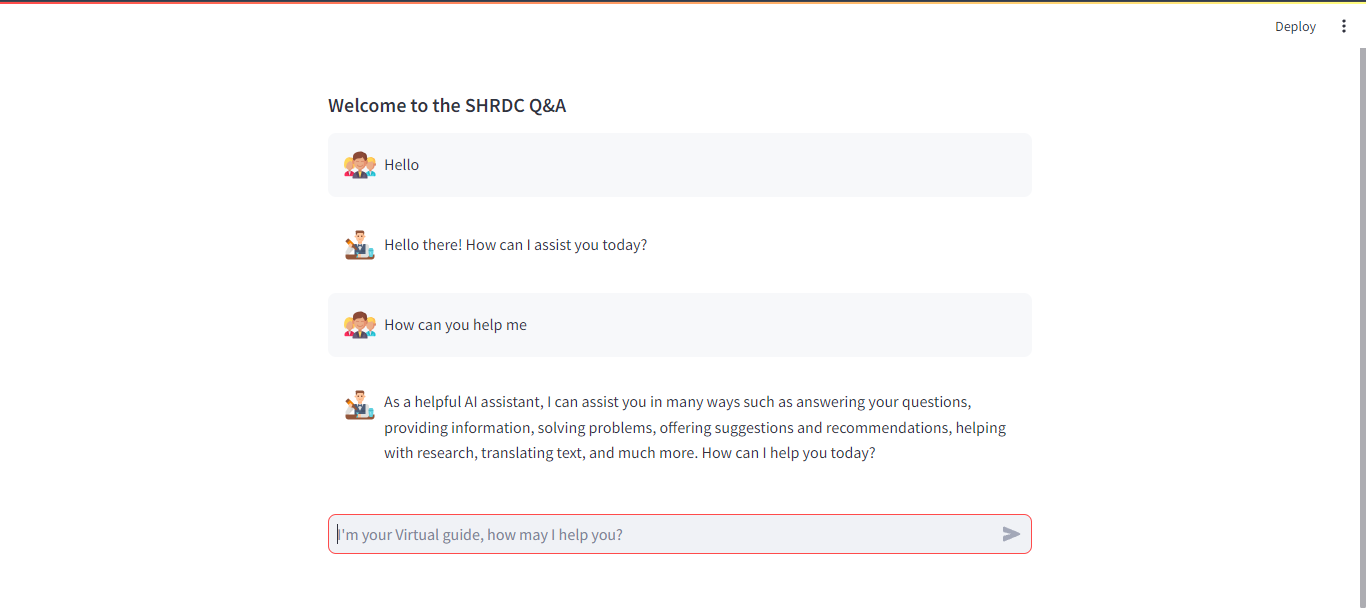 Deploy
Welcome to the SHRDC Q&A
Hello
Hello there! How can I assist you today?
How can you help me
As a helpful AI assistant, I can assist you in many ways such as answering your questions,
providing information, solving problems, offering suggestions and recommendations, helping
with research, translating text, and much more. How can I help you today?
I'm your Virtual guide, how may I help you?